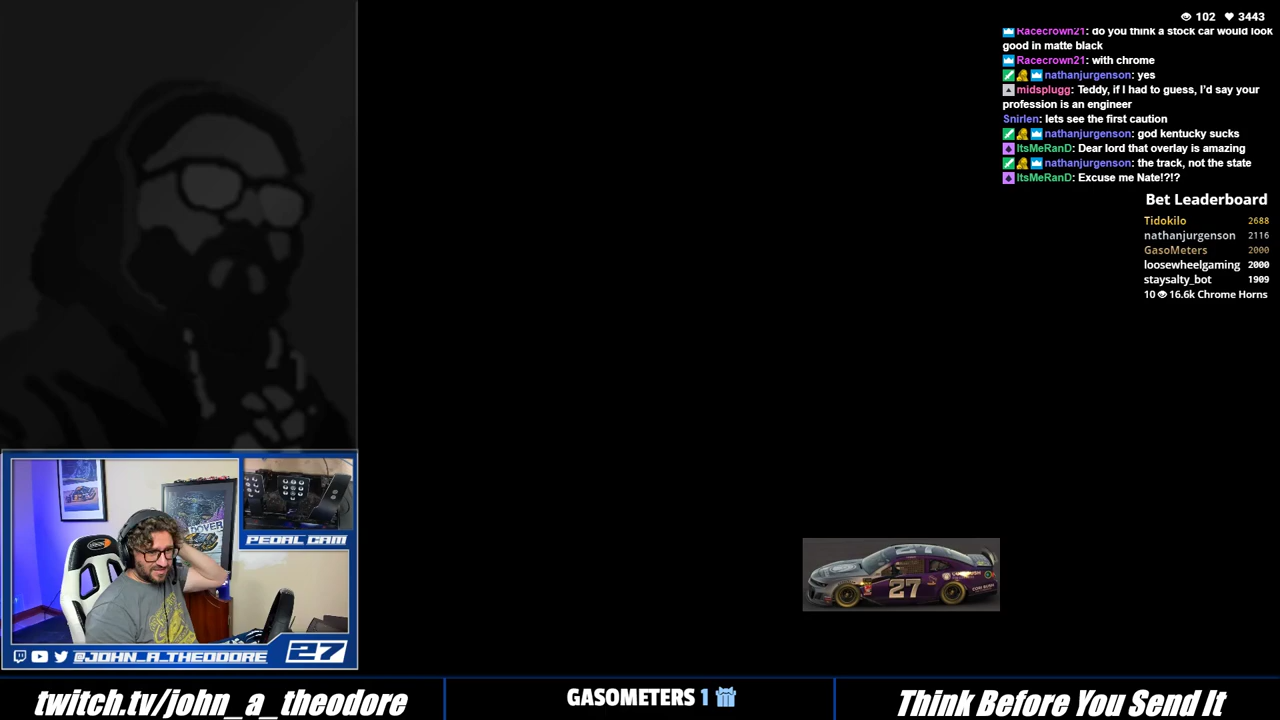 102 3443
Racecrown21: do you think a stock car would look
good in matte black
Racecrown21: with chrome
nathanjurgenson: yes
midsplugg: Teddy, if I had to guess, I'd say your
profession is an engineer
Snirlen: lets see the first caution
nathanjurgenson: god kentucky sucks
ItsMeRanD: Dear lord that overlay is amazing
nathanjurgenson: the track, not the state
ItsMeRanD: Excuse me Nate!?!?
Bet Leaderboard
Tidokilo 2688
nathanjurgenson 2116
GasoMeters 2000
loosewheelgaming 2000
staysalty_bot 1909
10 16.6k Chrome Horns
DOVER
PEDAL CAM
27
27
@JOHN_A_THEODORE 27
twitch.tv/john_a_theodore
GASOMETERS 1
Think Before You Send It